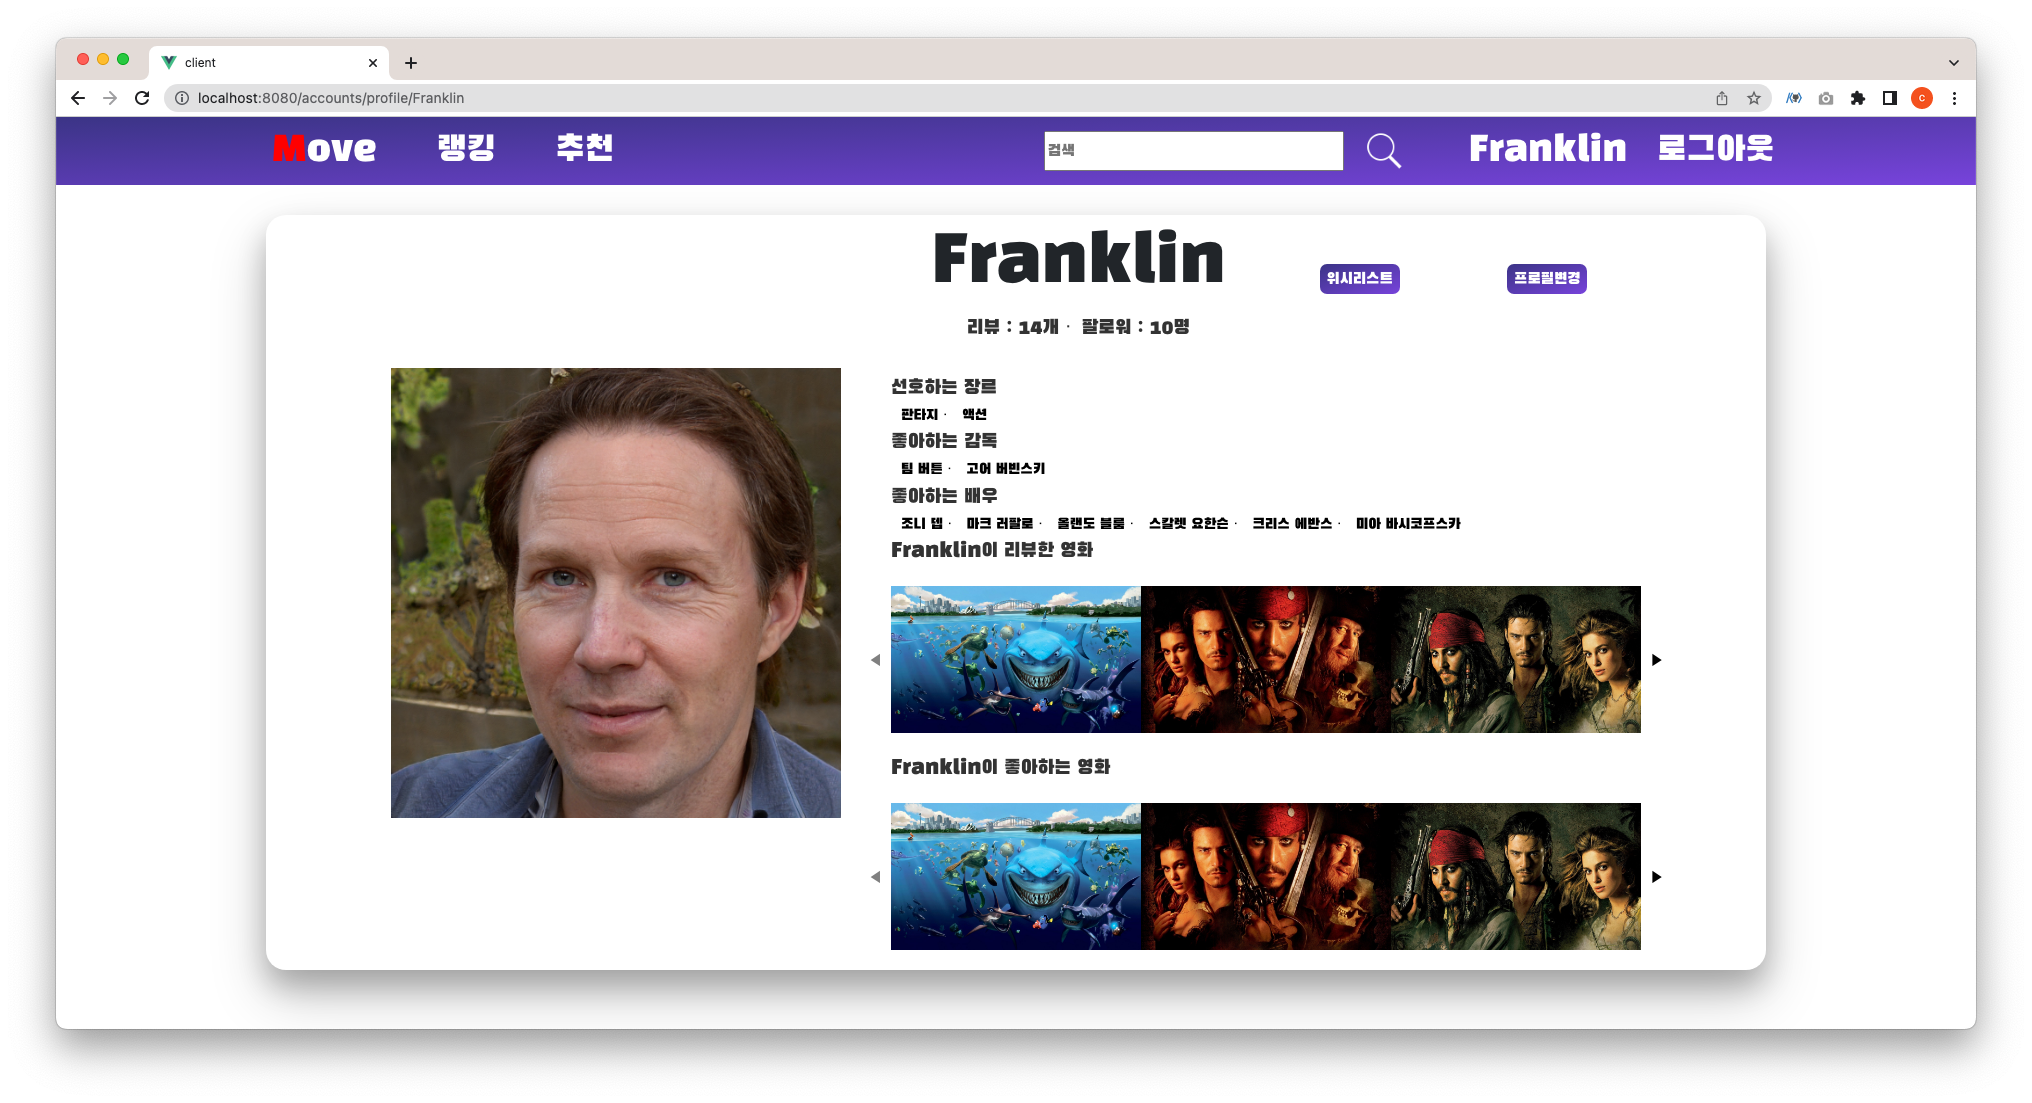 client
localhost:8080/accounts/profile/Franklin
C
Move 랭킹 추천 검색 Franklin 로그아웃
Franklin
위시리스트 프로필변경
리뷰 : 14개 · 팔로워 : 10명
선호하는 장르
판타지 · 액션
좋아하는 감독
팀 버튼 · 고어 버빈스키
좋아하는 배우
조니 뎁 · 마크 러팔로 · 올랜도 블룸 · 스칼렛 요한슨 · 크리스 에반스 · 미아 바시코프스카
Franklin이 리뷰한 영화
Franklin이 좋아하는 영화